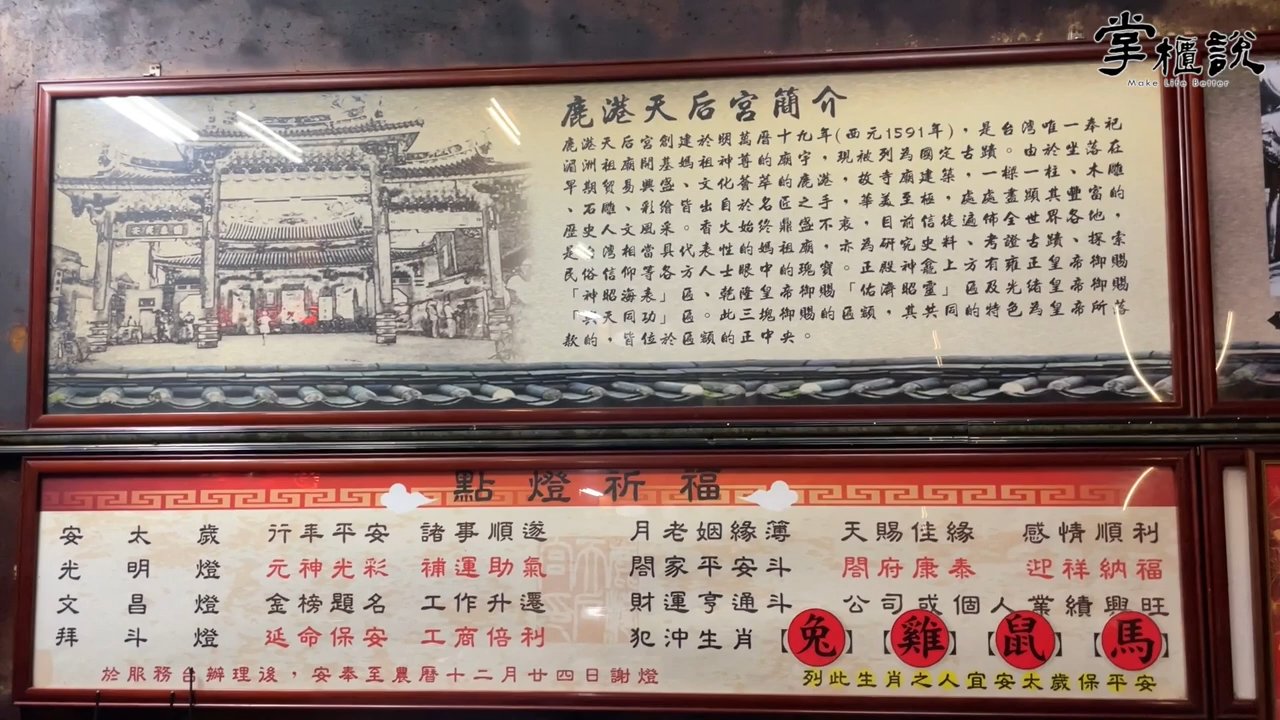 掌櫃說
Make Life Better
鹿港天后宮簡介
鹿港天后宮創建於明萬曆十九年(西元1591年),是台灣唯一奉祀
湄洲祖廟開基媽祖神尊的廟宇,現被列為國定古蹟。由於坐落在
早期貿易興盛、文化薈萃的鹿港,故寺廟建築,一樑一柱、木雕
、石雕、彩繪皆出自於名匠之手,華美至極,處處盡顯其豐富的
歷史人文風采。香火始終鼎盛不衰,目前信徒遍佈全世界各地,
是台灣相當具代表性的媽祖廟,亦為研究史料、考證古蹟、探索
民俗信仰等各方人士眼中的瑰寶。正殿神龕上方有雍正皇帝御賜
「神昭海表」匾、乾隆皇帝御賜「佑濟昭靈」匾及光緒皇帝御賜
「與天同功」匾。此三塊御賜的匾額,其共同的特色為皇帝所落
款的,皆位於匾額的正中央。
點燈祈福
安太歲 行年平安 諸事順遂 月老姻緣簿 天賜佳緣 感情順利
光明燈 元神光彩 補運助氣 閤家平安斗 閤府康泰 迎祥納福
文昌燈 金榜題名 工作升遷 財運亨通斗 公司或個人業績興旺
拜斗燈 延命保安 工商倍利 犯沖生肖【兔】【雞】【鼠】【馬】
於服務台辦理後,安奉至農曆十二月廿四日謝燈 列此生肖之人宜安太歲保平安